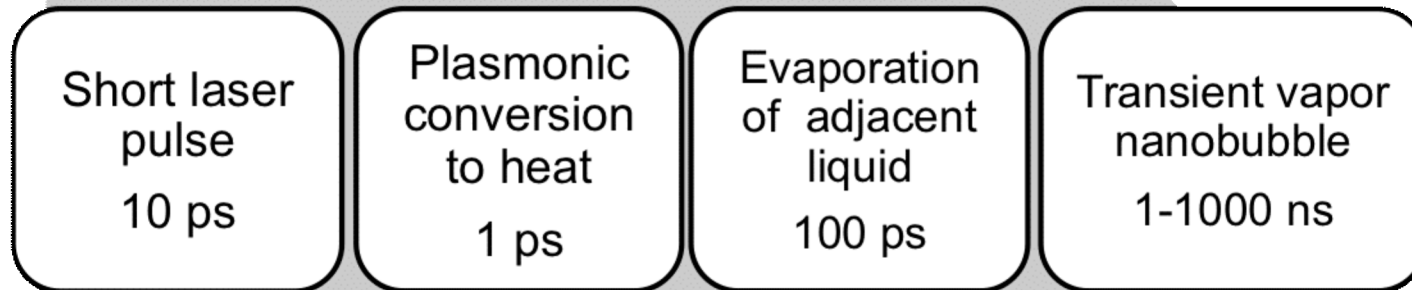 Short laser
pulse
10 ps
Plasmonic
conversion
to heat
1 ps
Evaporation
of adjacent
liquid
100 ps
Transient vapor
nanobubble
1-1000 ns